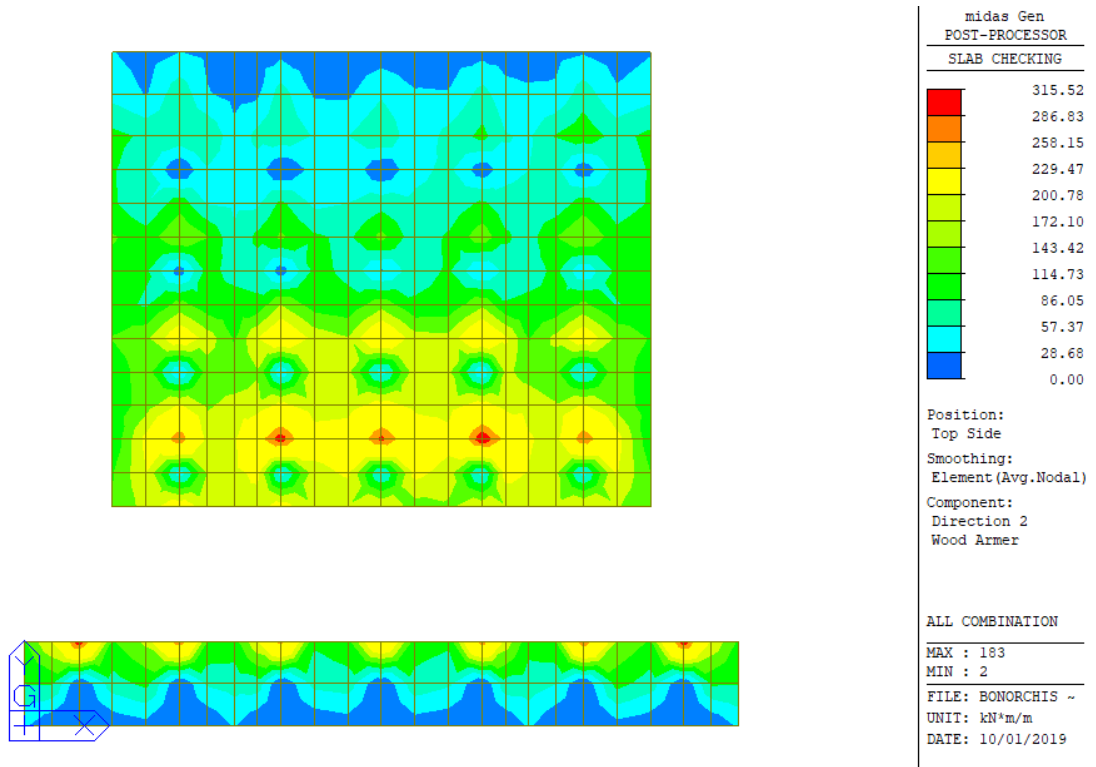 midas Gen
POST-PROCESSOR
SLAB CHECKING
315.52
286.83
258.15
229.47
200.78
172.10
143.42
114.73
86.05
57.37
28.68
0.00
Position:
Top Side
Smoothing:
Element(Avg.Nodal)
Component:
Direction 2
Wood Armer
ALL COMBINATION
MAX : 183
MIN : 2
FILE: BONORCHIS ~
UNIT: kN*m/m
DATE: 10/01/2019
Y
G
X